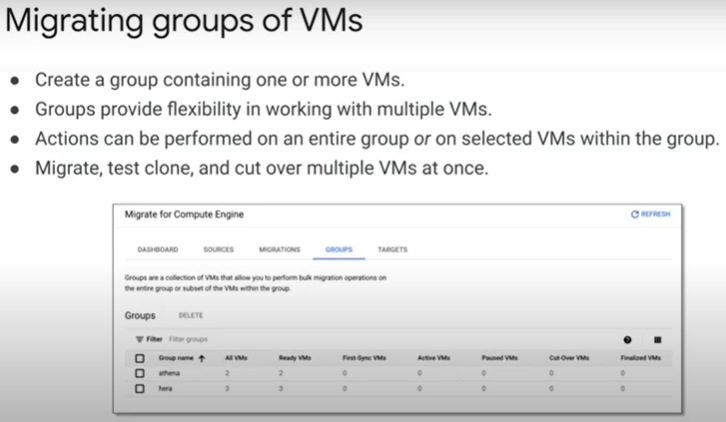 Migrating groups of VMs
● Create a group containing one or more VMs.
● Groups provide flexibility in working with multiple VMs.
● Actions can be performed on an entire group or on selected VMs within the group.
● Migrate, test clone, and cut over multiple VMs at once.
Migrate for Compute Engine REFRESH
DASHBOARD SOURCES MIGRATIONS GROUPS TARGETS
Groups are a collection of VMs that allow you to perform bulk migration operations on
the entire group or subset of the VMs within the group.
Groups DELETE
Filter Filter groups
Group name ↑ All VMs Ready VMs First-Sync VMs Active VMs Paused VMs Cut-Over VMs Finalized VMs
athena 2 2 0 0 0 0 0
hera 3 3 0 0 0 0 0